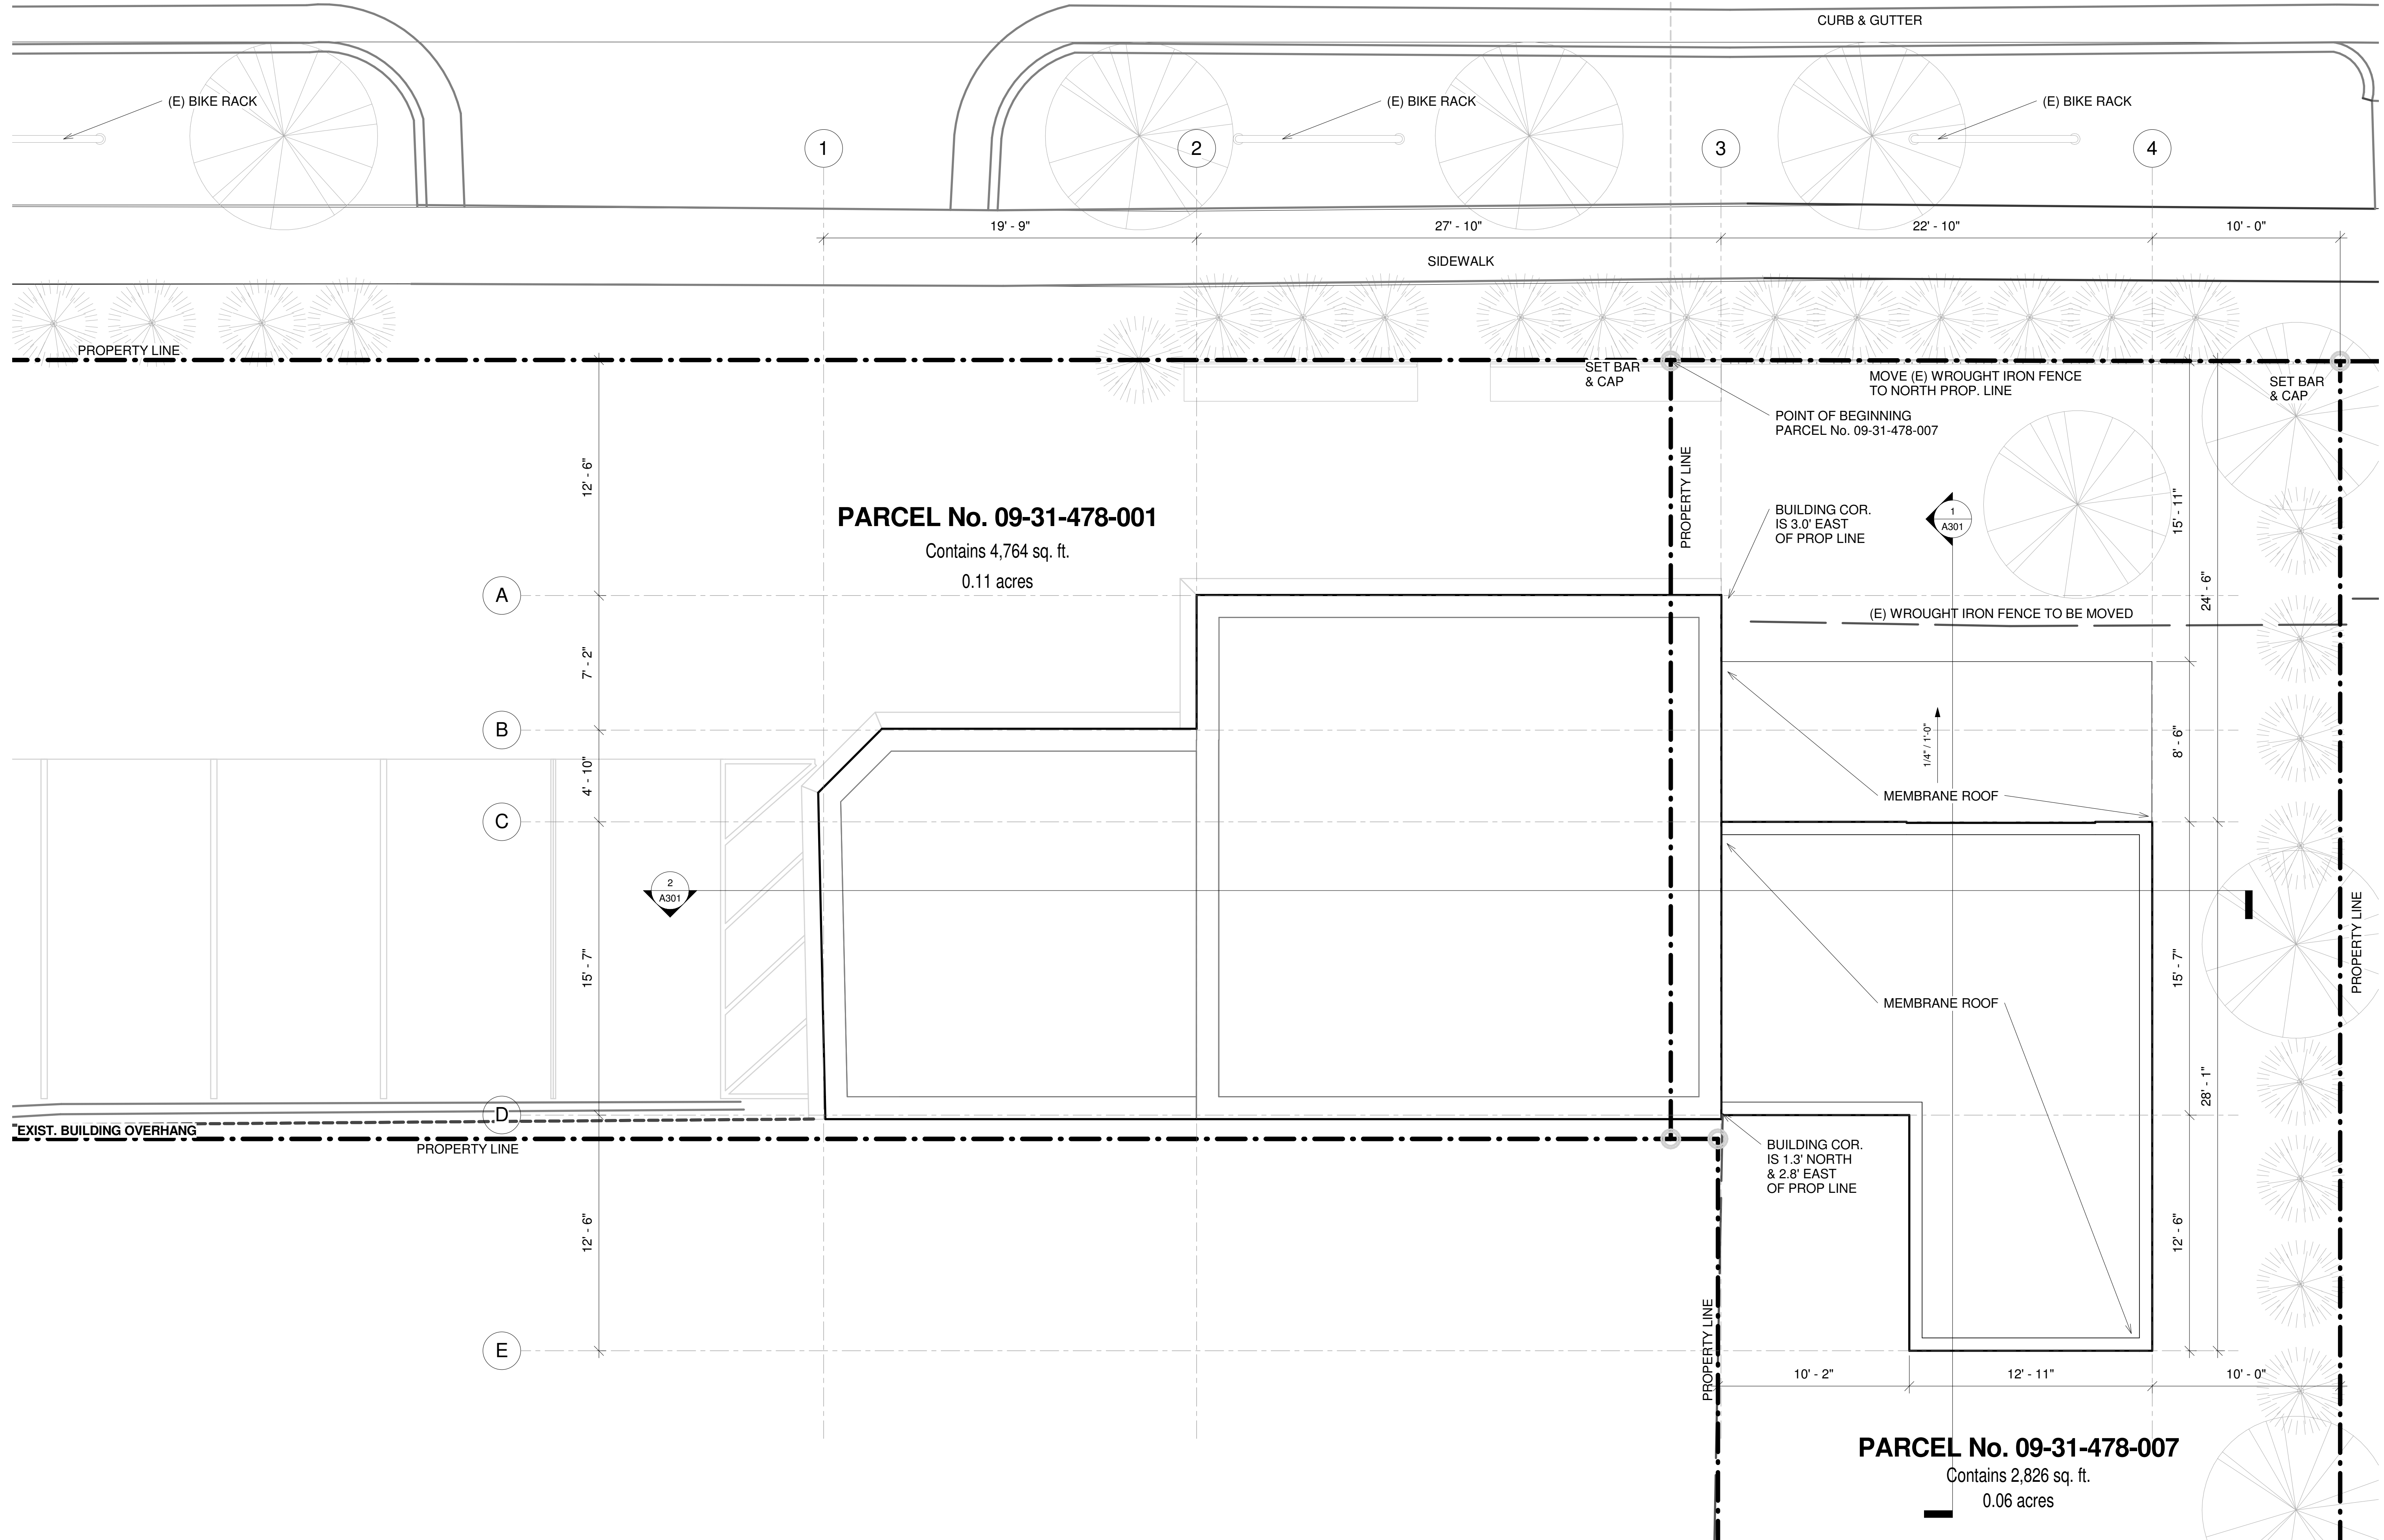 CURB & GUTTER
(E) BIKE RACK
(E) BIKE RACK
(E) BIKE RACK
1
2
3
4
19' - 9"
27' - 10"
22' - 10"
10' - 0"
SIDEWALK
PROPERTY LINE
SET BAR
& CAP
MOVE (E) WROUGHT IRON FENCE
TO NORTH PROP. LINE
SET BAR
& CAP
POINT OF BEGINNING
PARCEL No. 09-31-478-007
12' - 6"
PROPERTY LINE
15' - 11"
PARCEL No. 09-31-478-001
Contains 4,764 sq. ft.
0.11 acres
BUILDING COR.
IS 3.0' EAST
OF PROP LINE
1
A301
A
24' - 6"
(E) WROUGHT IRON FENCE TO BE MOVED
7' - 2"
B
1/4" / 1'-0"
8' - 6"
4' - 10"
MEMBRANE ROOF
C
2
A301
PROPERTY LINE
15' - 7"
15' - 7"
MEMBRANE ROOF
28' - 1"
D
EXIST. BUILDING OVERHANG
PROPERTY LINE
BUILDING COR.
IS 1.3' NORTH
& 2.8' EAST
OF PROP LINE
12' - 6"
12' - 6"
PROPERTY LINE
E
10' - 2"
12' - 11"
10' - 0"
PARCEL No. 09-31-478-007
Contains 2,826 sq. ft.
0.06 acres